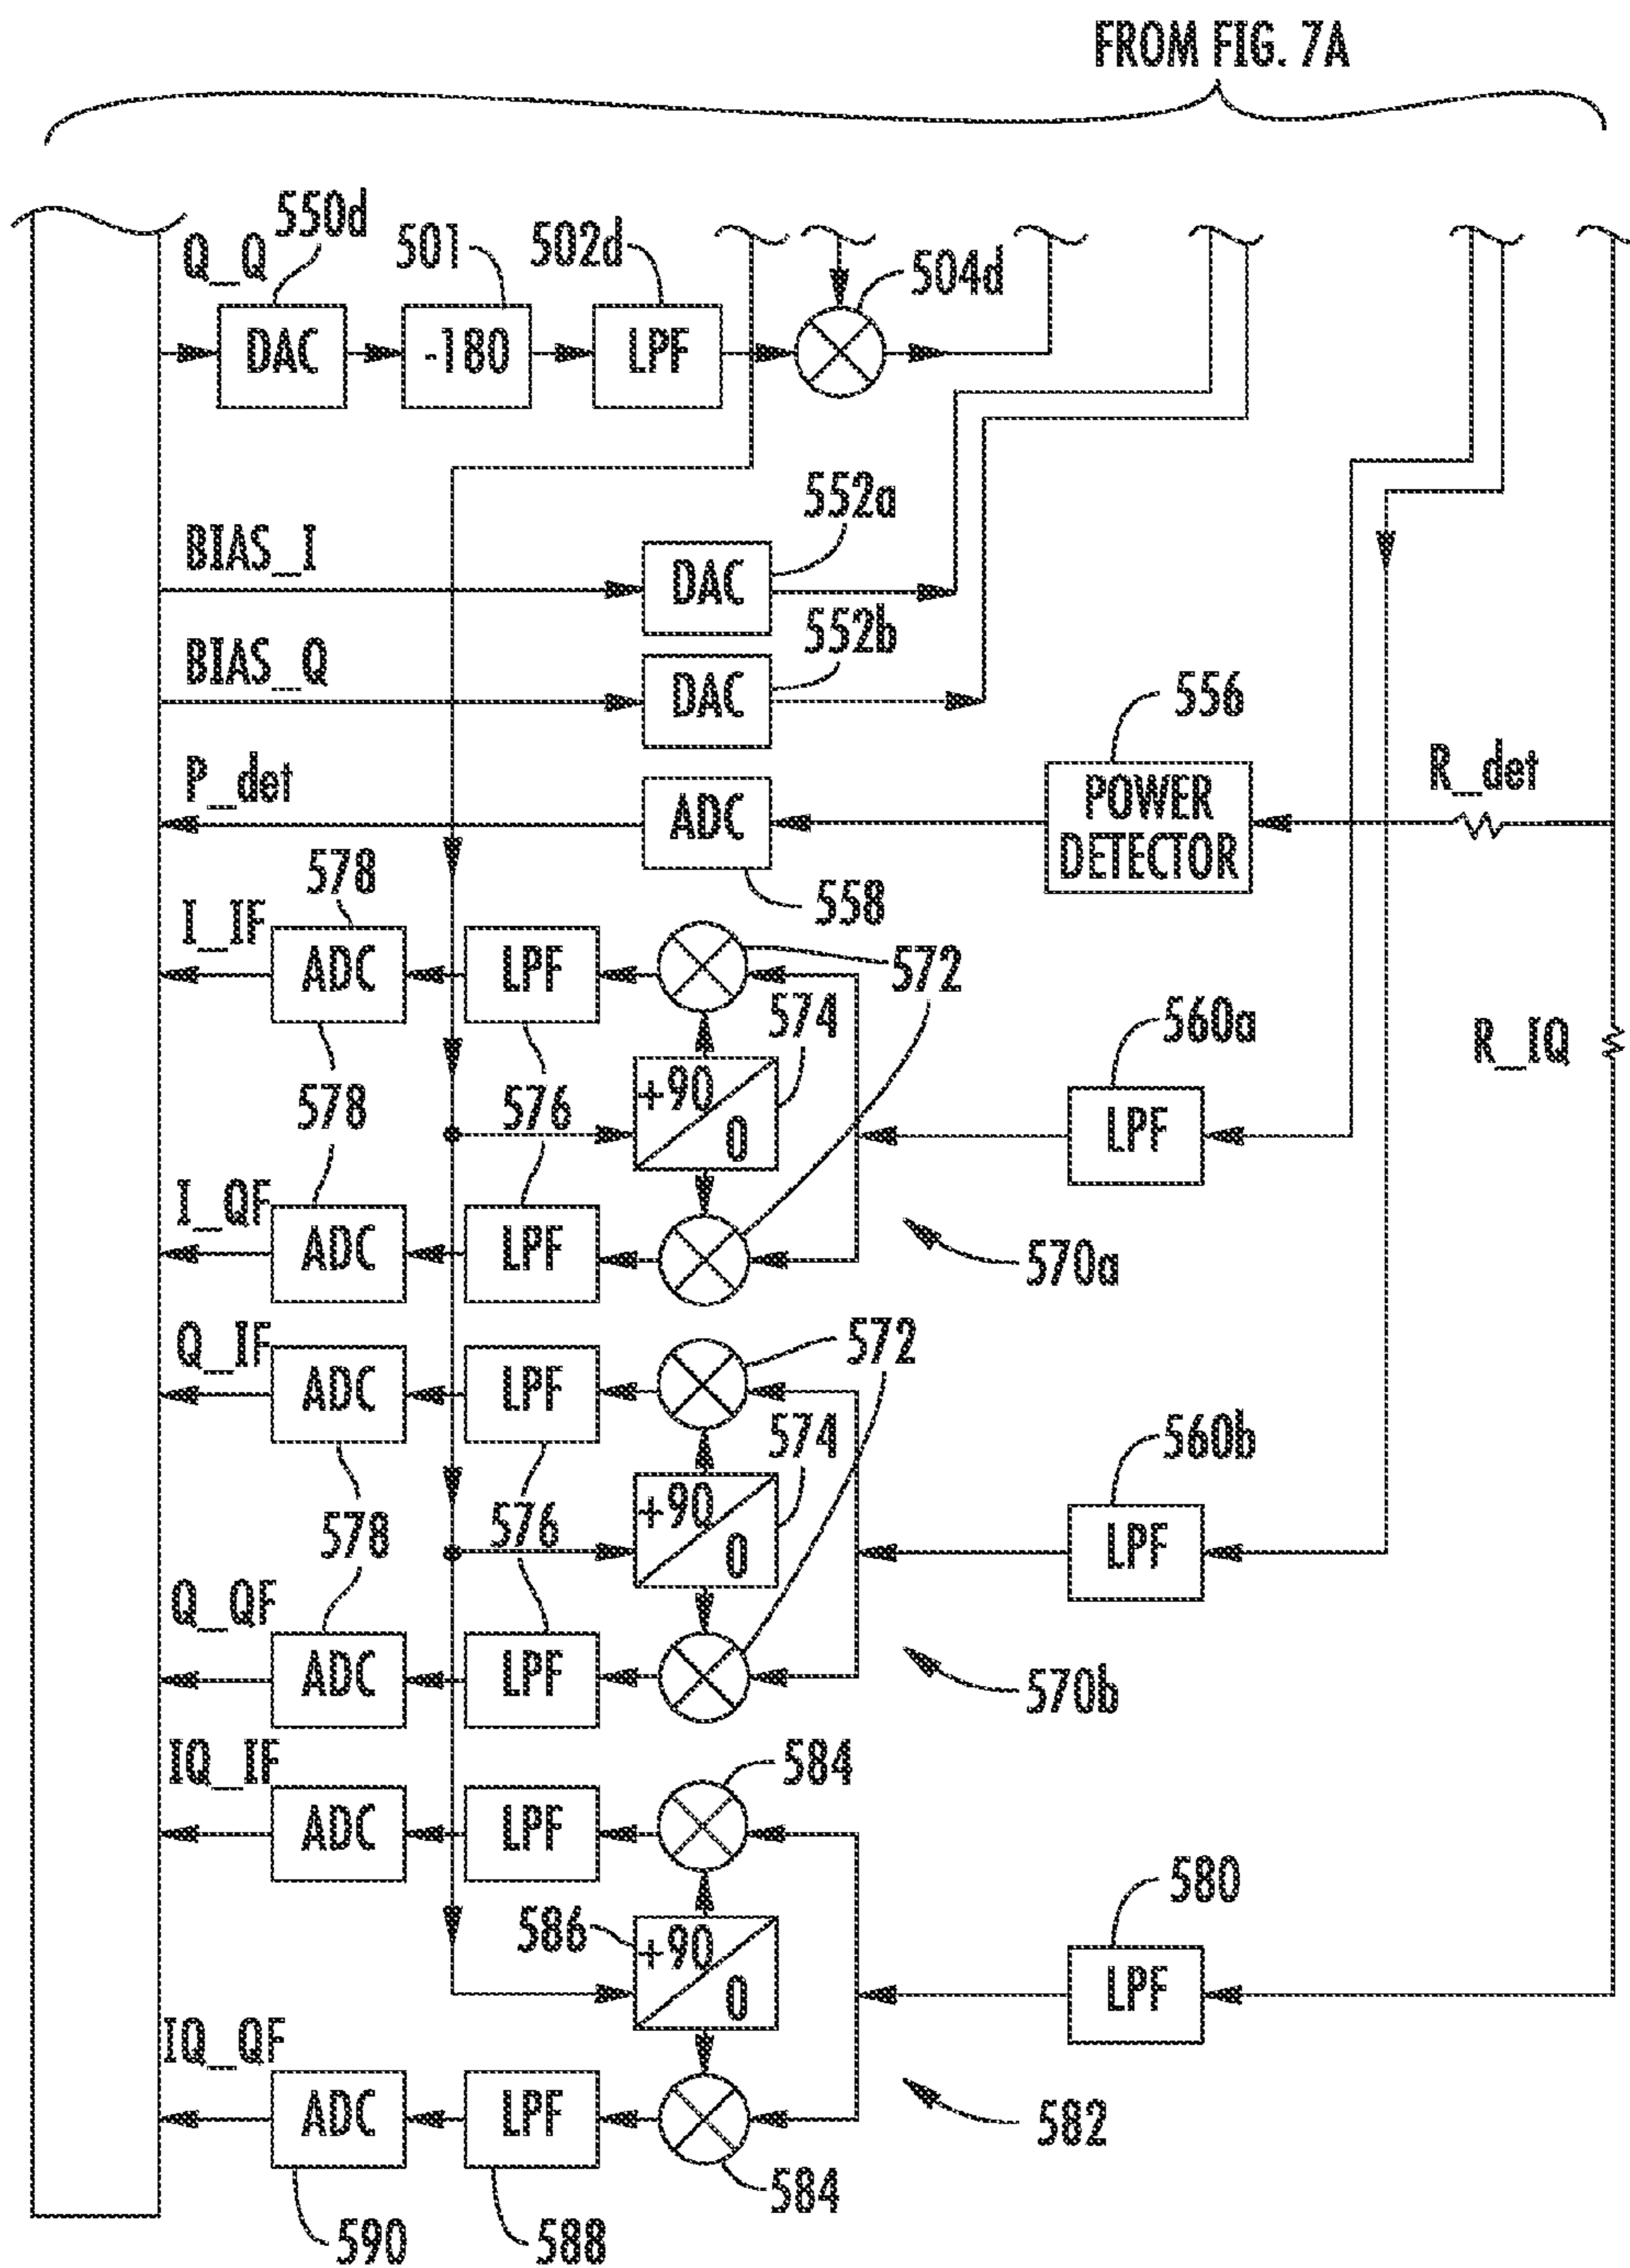 FROM FIG. 7A
Q_Q
550d
501
502d
504d
DAC
-180
LPF
BIAS_I
552a
DAC
BIAS_Q
552b
DAC
P_det
556
R_det
ADC
POWER
DETECTOR
558
I_IF
578
ADC
LPF
572
574
560a
R_IQ
+90
0
578
576
LPF
I_QF
ADC
LPF
570a
Q_IF
572
ADC
LPF
574
560b
+90
0
578
576
LPF
Q_QF
ADC
LPF
570b
IQ_IF
584
ADC
LPF
580
586
+90
0
LPF
IQ_QF
ADC
LPF
582
584
590
588